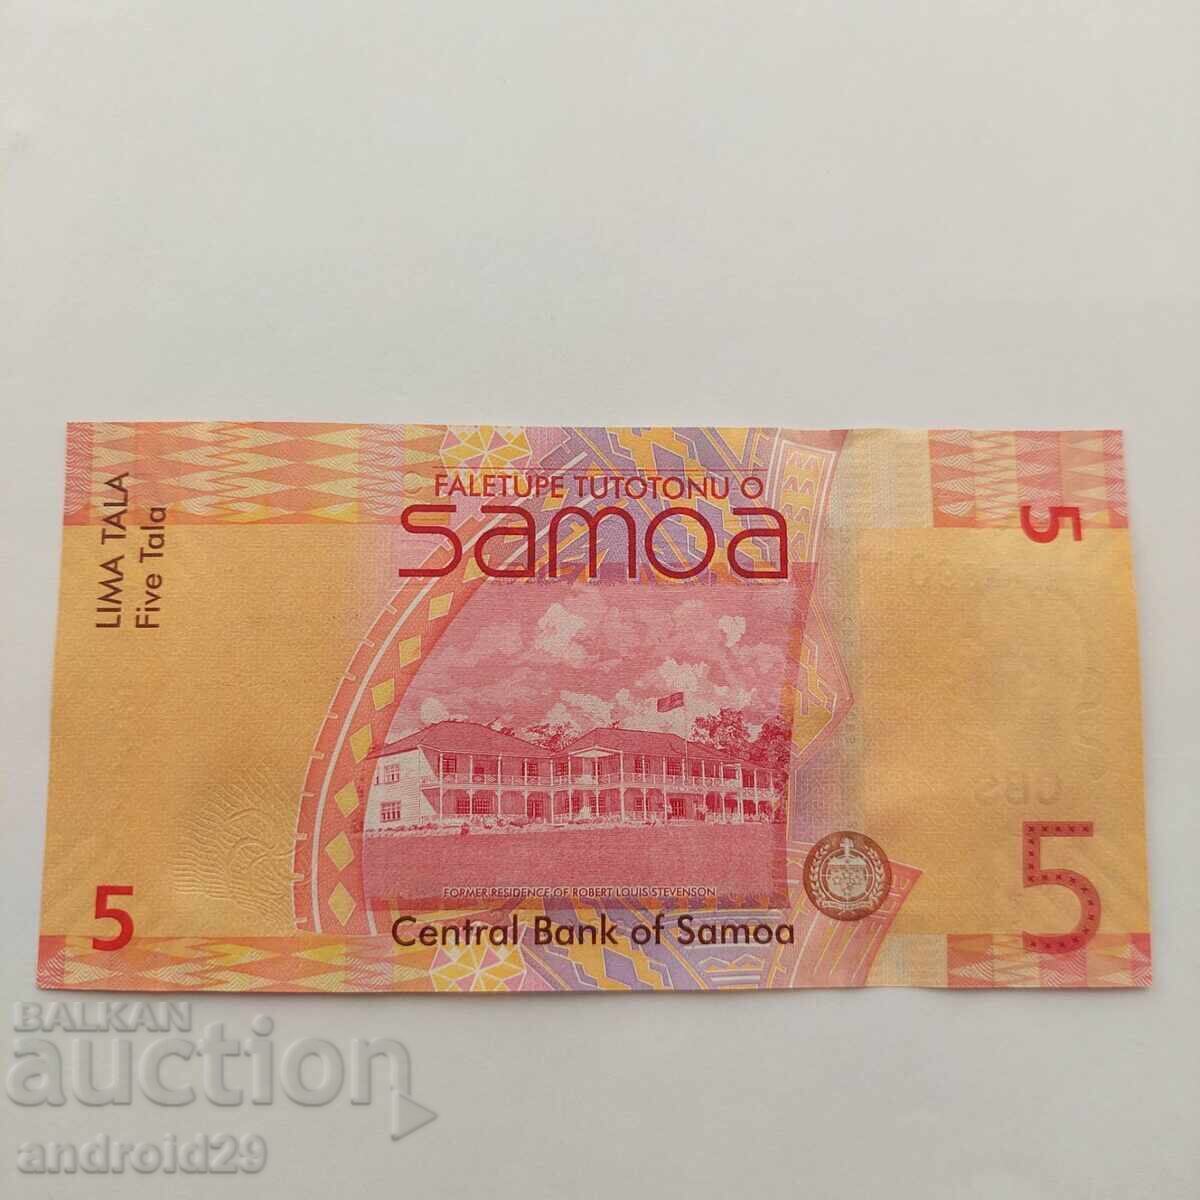 FALETUPE TUTOTONU O
samoa
LIMA TALA
Five Tala
5
FORMER RESIDENCE OF ROBERT LOUIS STEVENSON
Central Bank of Samoa
5
5
CBS
BALKAN
auction
android29